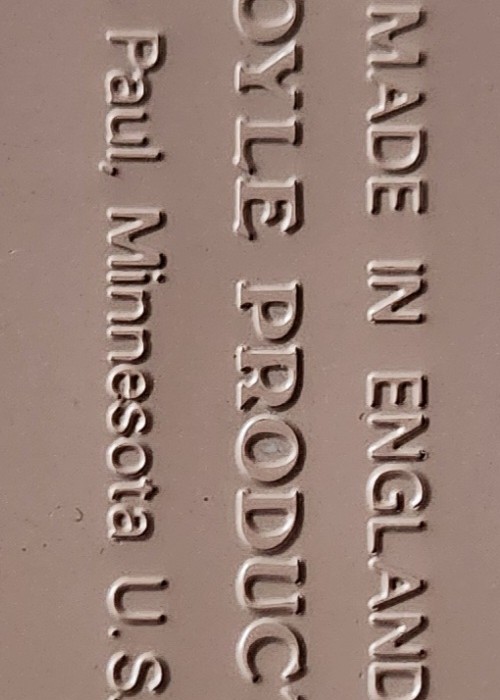 MADE IN ENGLAND
OYLE PRODUC
Paul, Minnesota U.S.